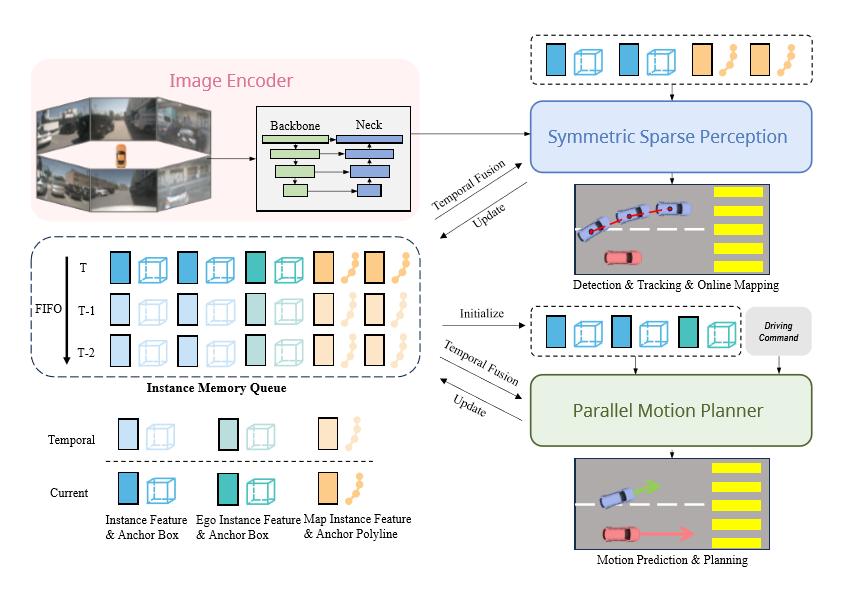 Image Encoder
Backbone
Neck
Symmetric Sparse Perception
Temporal Fusion
Update
Detection & Tracking & Online Mapping
FIFO
T
T-1
T-2
Instance Memory Queue
Initialize
Temporal Fusion
Update
Driving
Command
Parallel Motion Planner
Motion Prediction & Planning
Temporal
Current
Instance Feature
& Anchor Box
Ego Instance Feature
& Anchor Box
Map Instance Feature
& Anchor Polyline